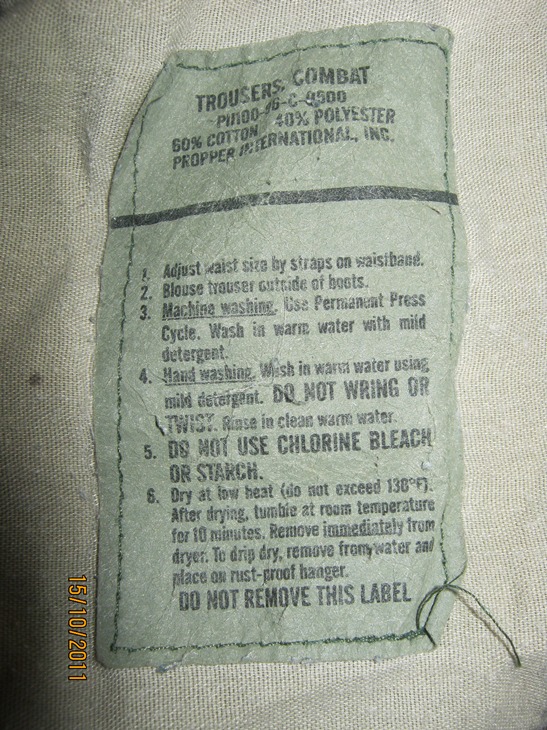 TROUSERS, COMBAT
60% COTTON, 40% POLYESTER
PROPPER INTERNATIONAL, INC.
1. Adjust waist size by straps on waistband.
2. Blouse trouser outside of boots.
3. Machine washing. Use Permanent Press
Cycle. Wash in warm water with mild
detergent.
4. Hand washing. Wash in warm water using
mild detergent. DO NOT WRING OR
TWIST. Rinse in clean warm water.
5. DO NOT USE CHLORINE BLEACH
OR STARCH.
6. Dry at low heat (do not exceed 130°F).
After drying, tumble at room temperature
for 10 minutes. Remove immediately from
dryer. To drip dry, remove from water and
place on rust-proof hanger.
DO NOT REMOVE THIS LABEL
15/10/2011